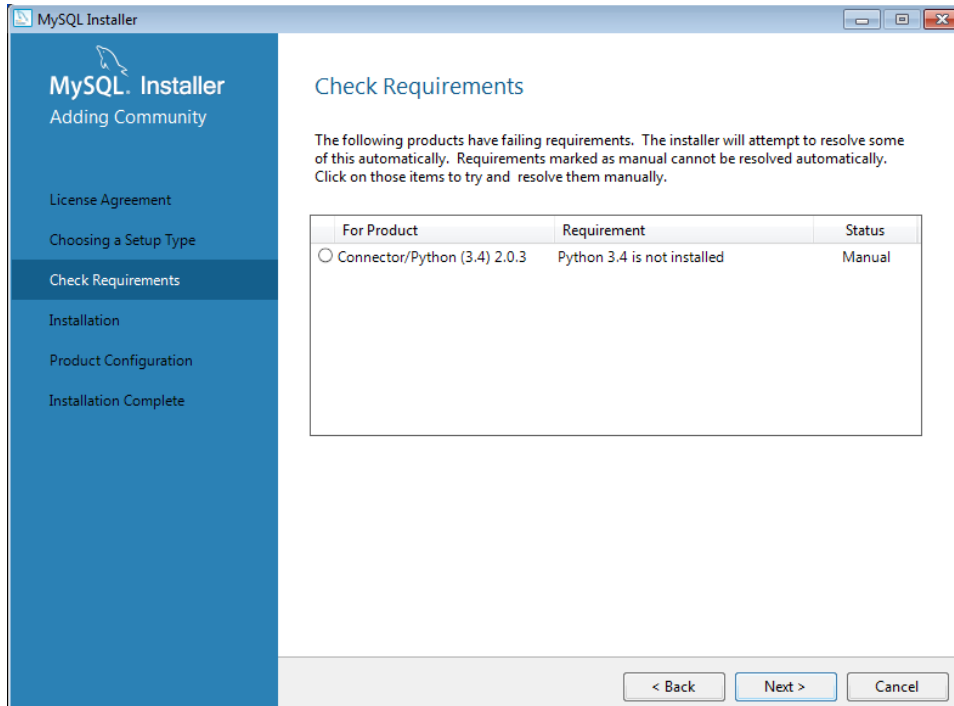 MySQL Installer
MySQL. Installer
Adding Community
License Agreement
Choosing a Setup Type
Check Requirements
Installation
Product Configuration
Installation Complete
Check Requirements
The following products have failing requirements. The installer will attempt to resolve some
of this automatically. Requirements marked as manual cannot be resolved automatically.
Click on those items to try and resolve them manually.
For Product Requirement Status
Connector/Python (3.4) 2.0.3 Python 3.4 is not installed Manual
< Back Next > Cancel